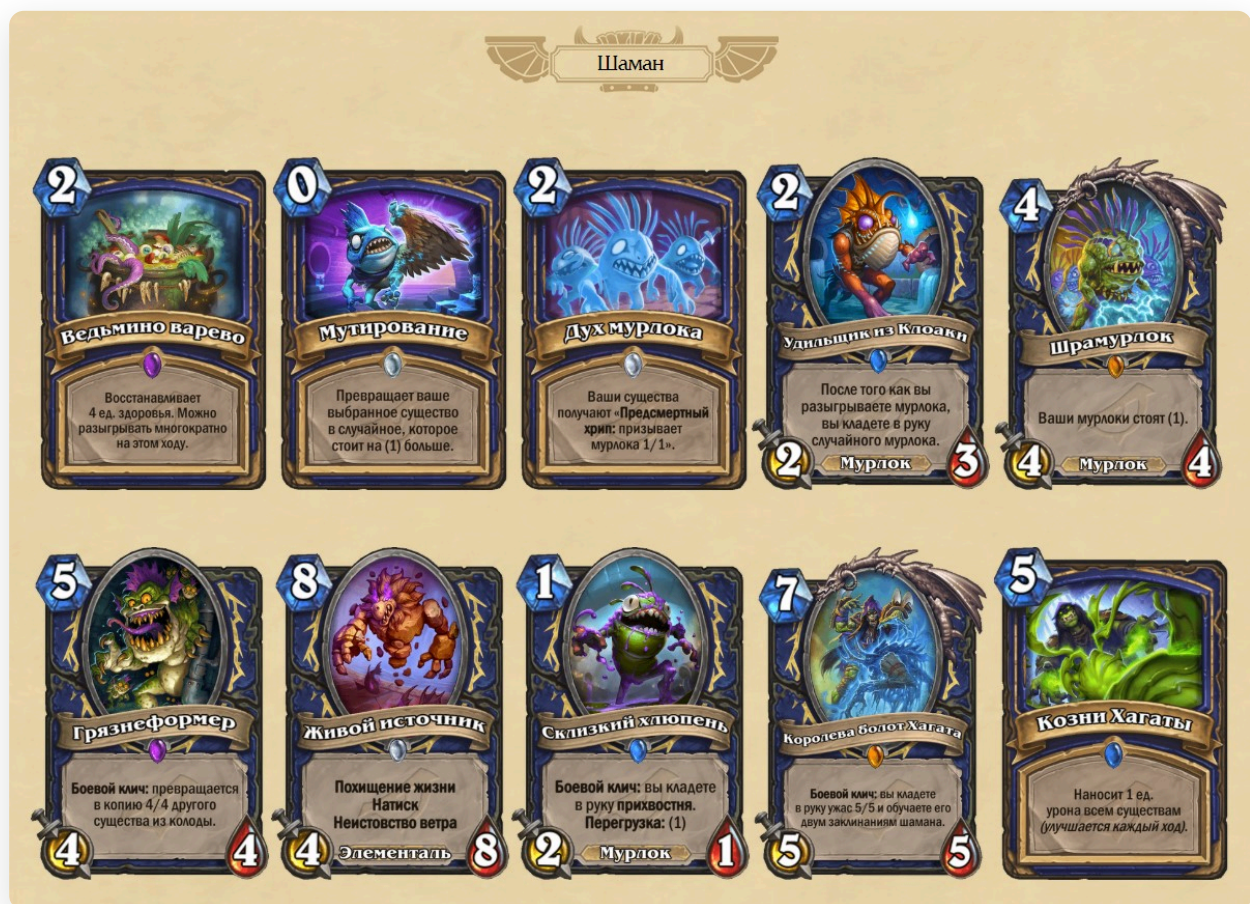 Шаман
2
Ведьмино варево
Восстанавливает
4 ед. здоровья. Можно
разыгрывать многократно
на этом ходу.
0
Мутирование
Превращает ваше
выбранное существо
в случайное, которое
стоит на (1) больше.
2
Дух мурлока
Ваши существа
получают «Предсмертный
хрип: призывает
мурлока 1/1».
2
Удильщик из Клоаки
После того как вы
разыгрываете мурлока,
вы кладете в руку
случайного мурлока.
2
Мурлок
3
4
Шрамурлок
Ваши мурлоки стоят (1).
4
Мурлок
4
5
Грязнеформер
Боевой клич: превращается
в копию 4/4 другого
существа из колоды.
4
4
8
Живой источник
Похищение жизни
Натиск
Неистовство ветра
4
Элементаль
8
1
Склизкий хлюпень
Боевой клич: вы кладете
в руку прихвостня.
Перегрузка: (1)
2
Мурлок
1
7
Королева болот Хагата
Боевой клич: вы кладете
в руку ужас 5/5 и обучаете его
двум заклинаниям шамана.
5
5
5
Козни Хагаты
Наносит 1 ед.
урона всем существам
(улучшается каждый ход).